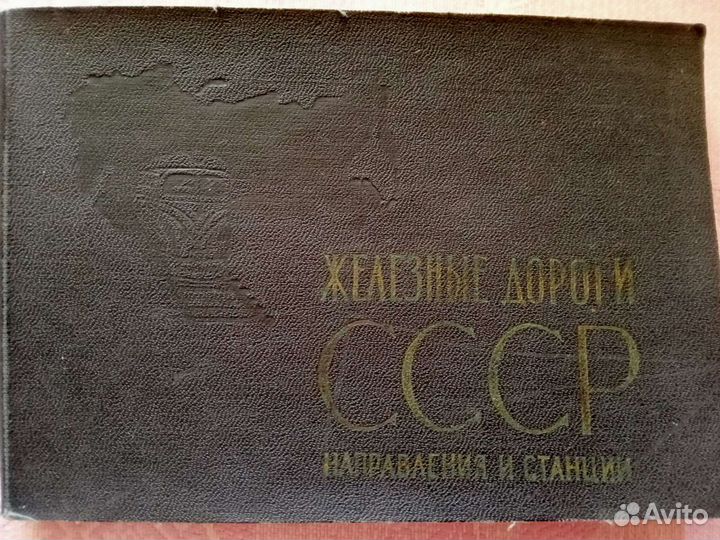 ЖЕЛЕЗНЫЕ ДОРОГИ
СССР
НАПРАВЛЕНИЯ И СТАНЦИИ
Avito